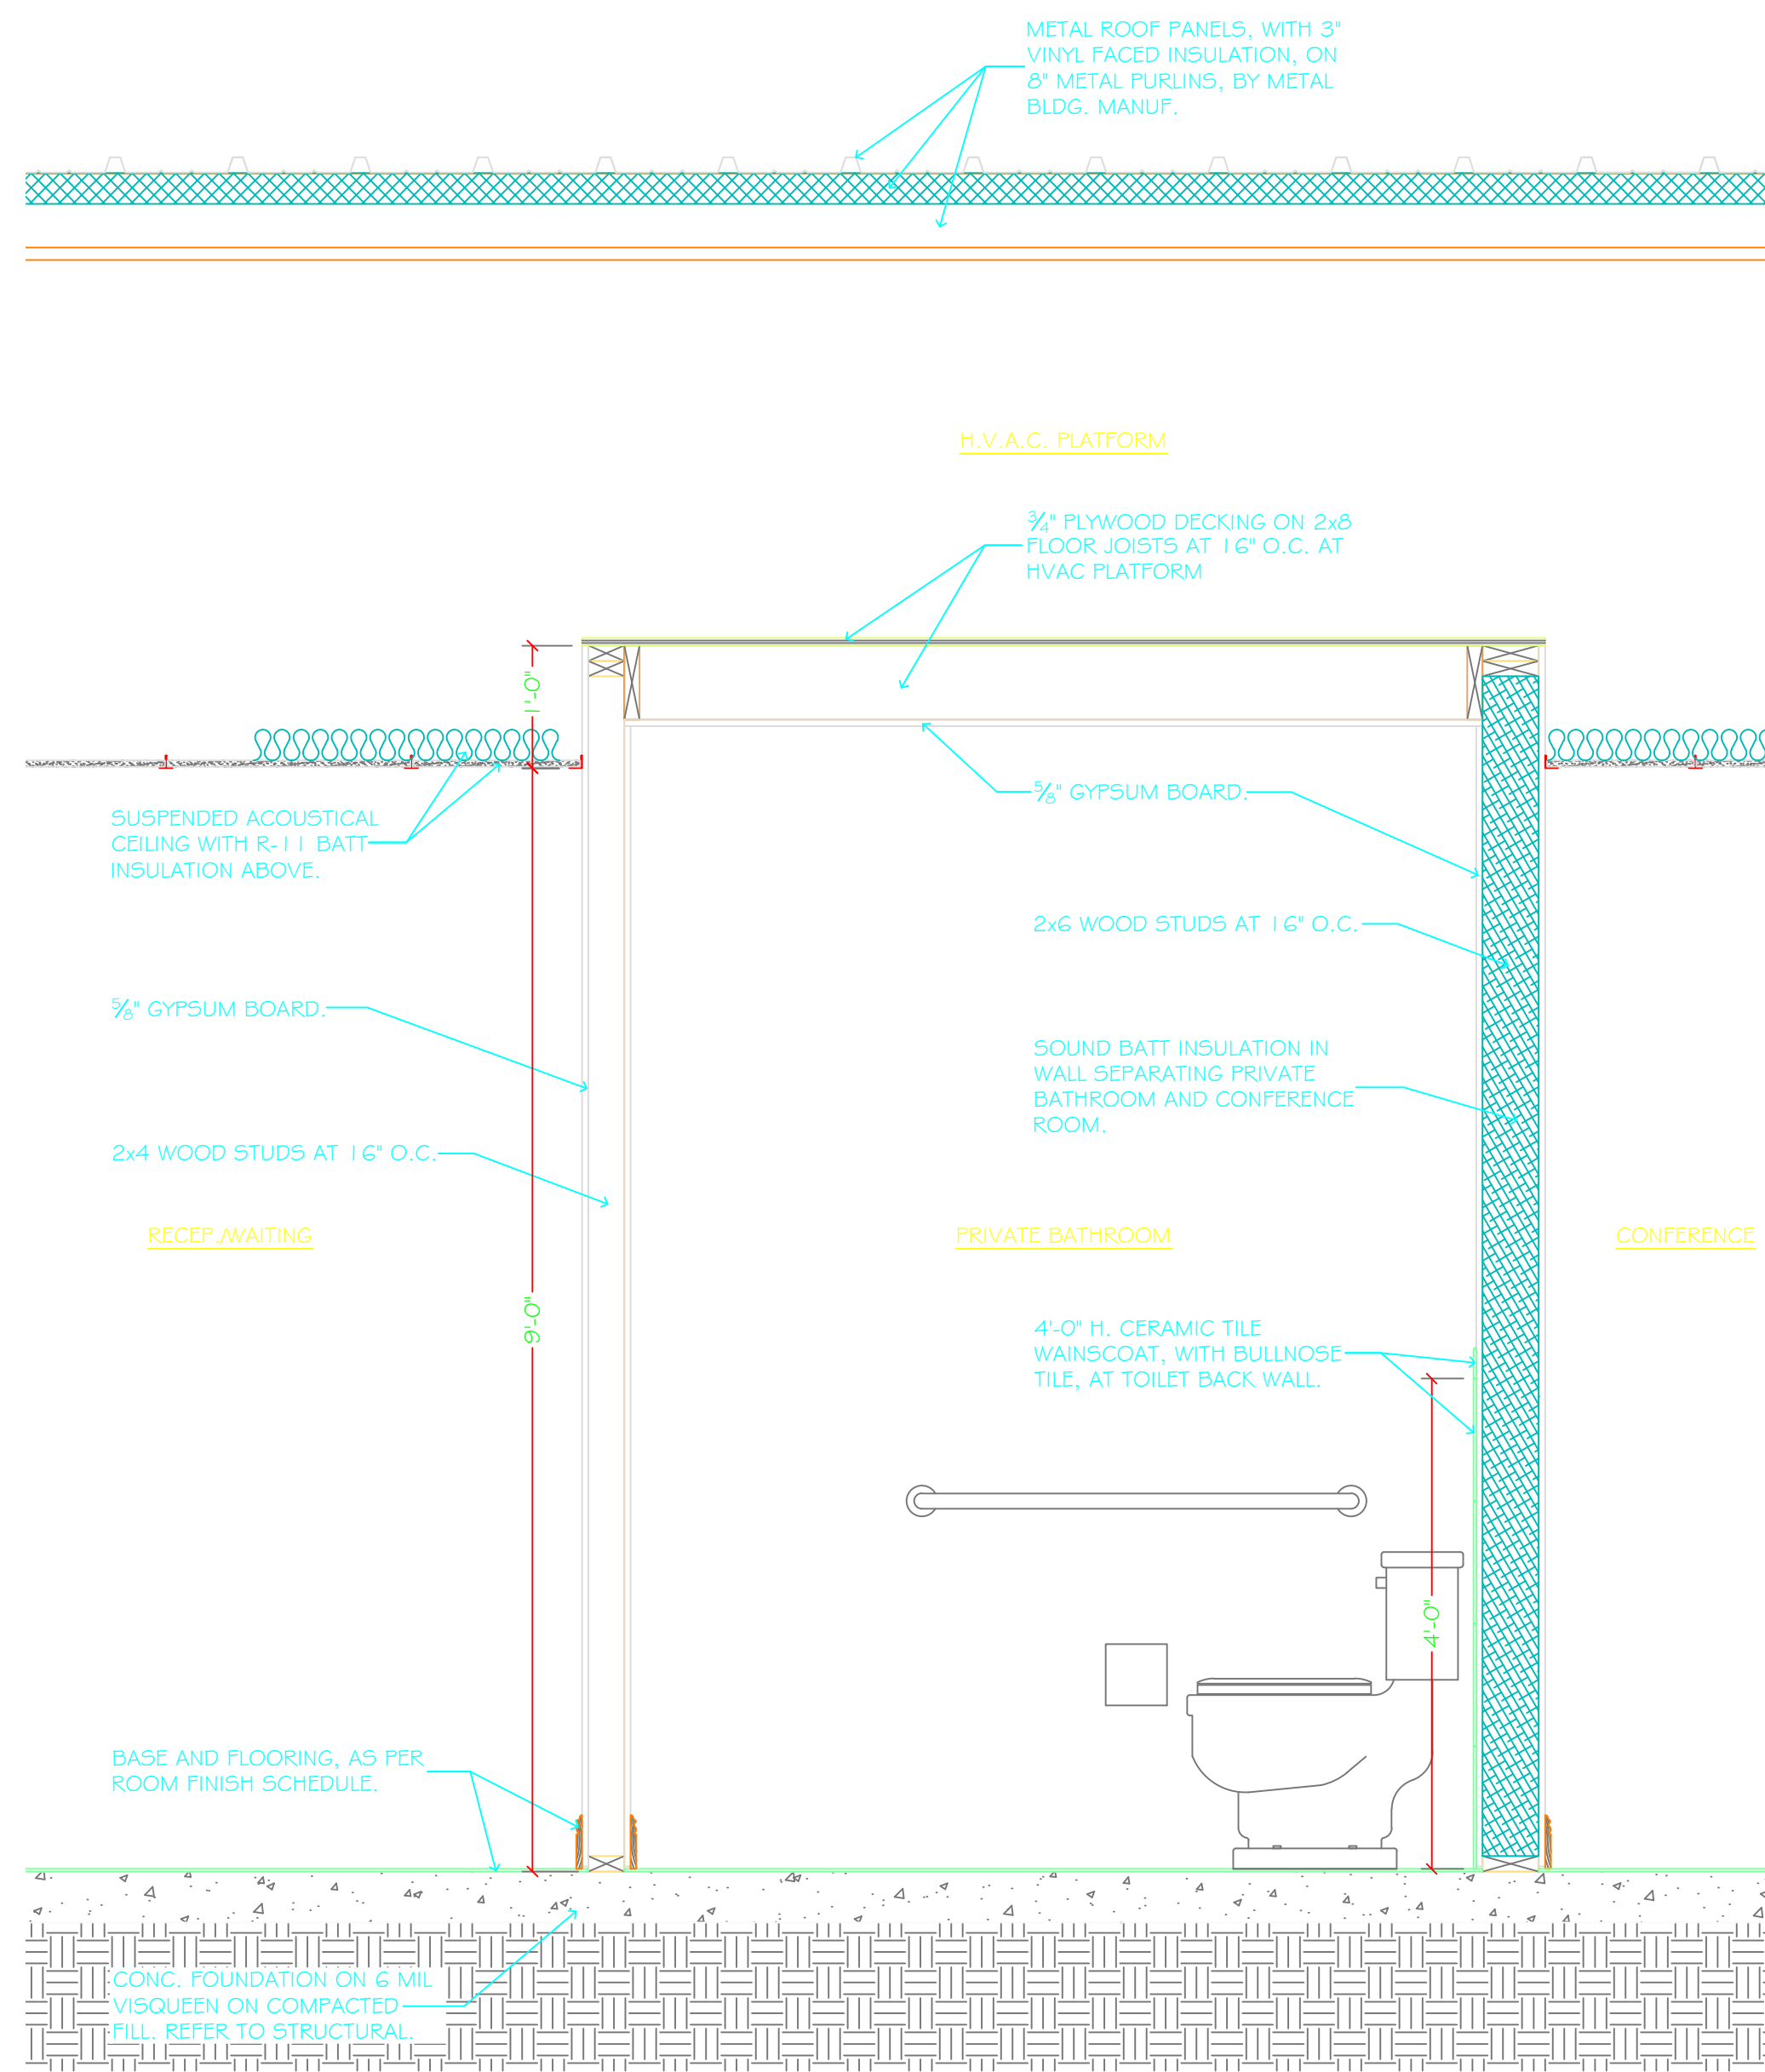 METAL ROOF PANELS, WITH 3"
VINYL FACED INSULATION, ON
8" METAL PURLINS, BY METAL
BLDG. MANUF.
H.V.A.C. PLATFORM
3/4" PLYWOOD DECKING ON 2x8
FLOOR JOISTS AT 16" O.C. AT
HVAC PLATFORM
1'-0"
5/8" GYPSUM BOARD.
SUSPENDED ACOUSTICAL
CEILING WITH R-11 BATT
INSULATION ABOVE.
2x6 WOOD STUDS AT 16" O.C.
5/8" GYPSUM BOARD.
SOUND BATT INSULATION IN
WALL SEPARATING PRIVATE
BATHROOM AND CONFERENCE
ROOM.
2x4 WOOD STUDS AT 16" O.C.
RECEP./WAITING
PRIVATE BATHROOM
CONFERENCE
9'-0"
4'-0" H. CERAMIC TILE
WAINSCOAT, WITH BULLNOSE
TILE, AT TOILET BACK WALL.
4'-0"
BASE AND FLOORING, AS PER
ROOM FINISH SCHEDULE.
CONC. FOUNDATION ON 6 MIL
VISQUEEN ON COMPACTED
FILL. REFER TO STRUCTURAL.